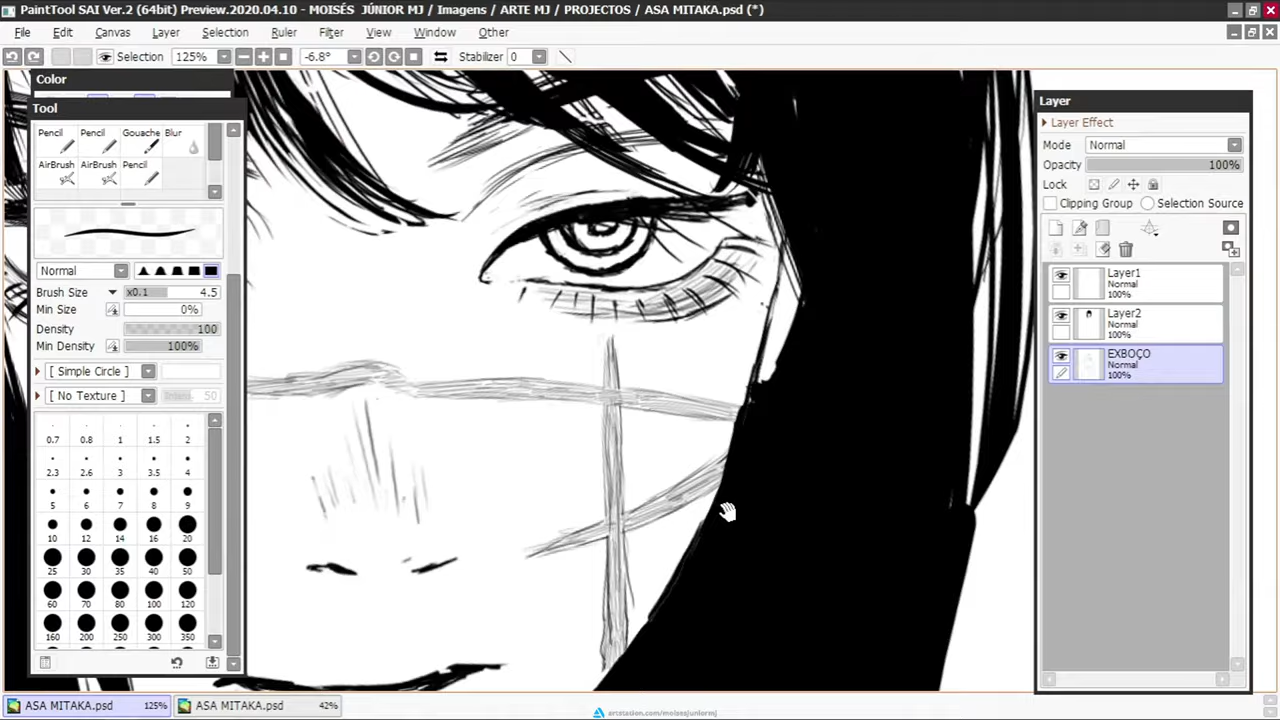 PaintTool SAI Ver.2 (64bit) Preview.2020.04.10 - MOISÉS JÚNIOR MJ / Imagens / ARTE MJ / PROJECTOS / ASA MITAKA.psd (*)
File Edit Canvas Layer Selection Ruler Filter View Window Other
Selection 125% -6.8° Stabilizer 0
Color
Tool
Pencil Pencil Gouache Blur
AirBrush AirBrush Pencil
Normal
Brush Size x0.1 4.5
Min Size 0%
Density 100
Min Density 100%
[ Simple Circle ]
[ No Texture ] 50
0.7 0.8 1 1.5 2
2.3 2.6 3 3.5 4
5 6 7 8 9
10 12 14 16 20
25 30 35 40 50
60 70 80 100 120
160 200 250 300 350
Layer
Layer Effect
Mode Normal
Opacity 100%
Lock
Clipping Group Selection Source
Layer1
Normal
100%
Layer2
Normal
100%
EXBOÇO
Normal
100%
ASA MITAKA.psd 125% ASA MITAKA.psd 42%
artstation.com/moisesjuniormj